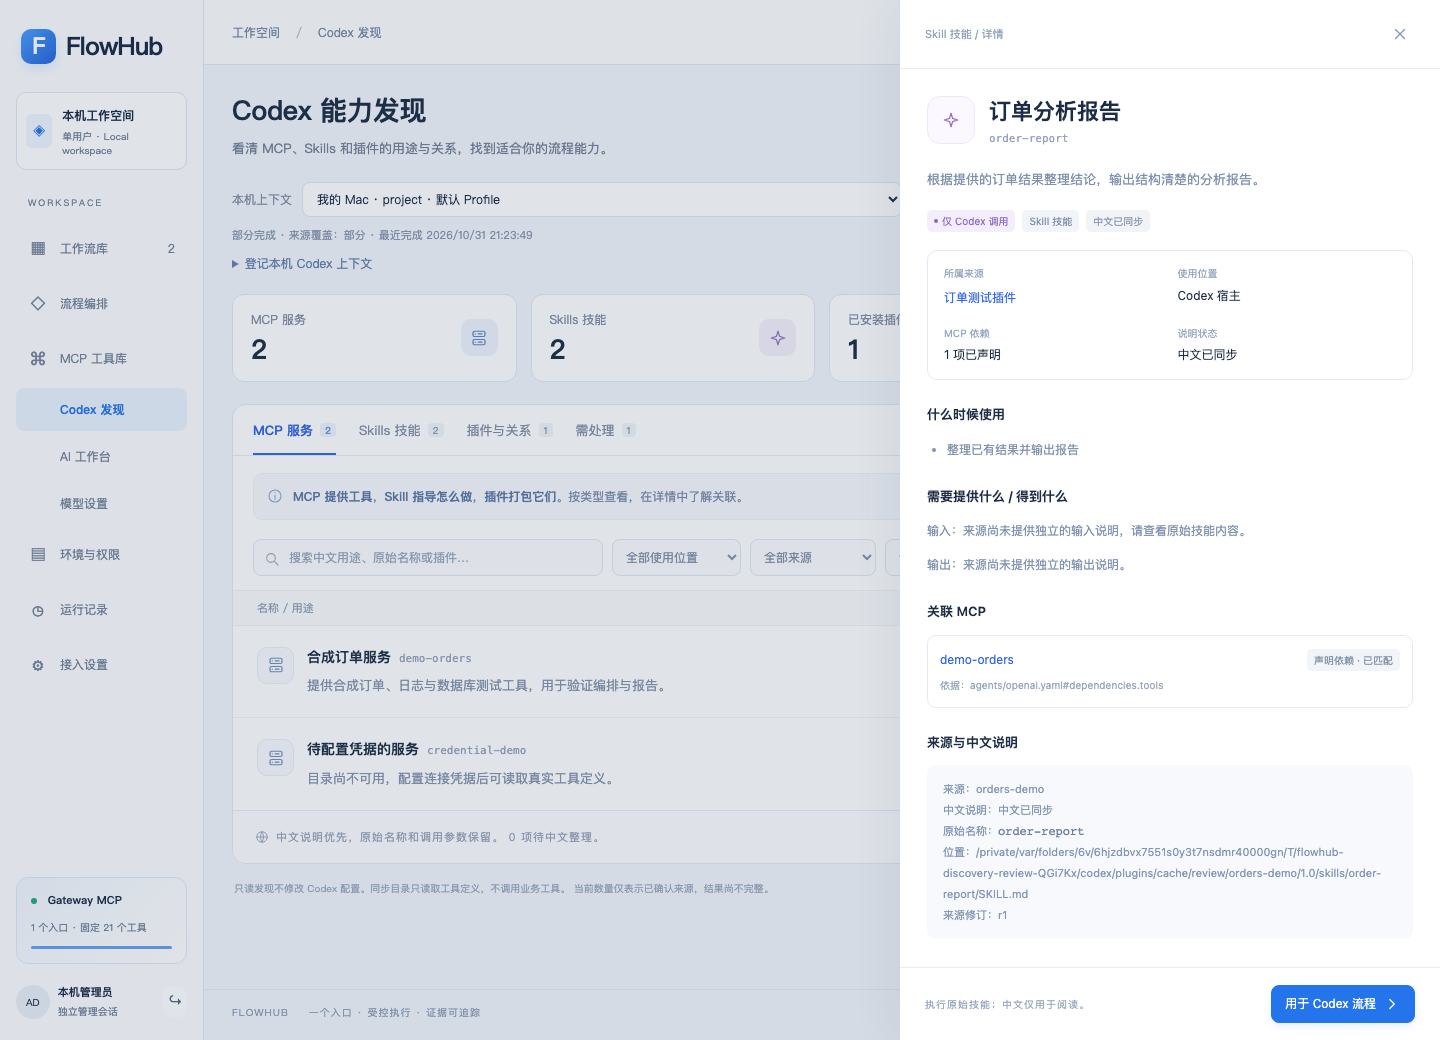 F FlowHub
本机工作空间
单用户 · Local
workspace
WORKSPACE
工作流库 2
流程编排
MCP 工具库
Codex 发现
AI 工作台
模型设置
环境与权限
运行记录
接入设置
Gateway MCP
1 个入口 · 固定 21 个工具
AD
本机管理员
独立管理会话
工作空间 / Codex 发现
Codex 能力发现
看清 MCP、Skills 和插件的用途与关系，找到适合你的流程能力。
本机上下文 我的 Mac · project · 默认 Profile
部分完成 · 来源覆盖：部分 · 最近完成 2026/10/31 21:23:49
登记本机 Codex 上下文
MCP 服务
2
Skills 技能
2
已安装插
1
MCP 服务 2 Skills 技能 2 插件与关系 1 需处理 1
MCP 提供工具，Skill 指导怎么做，插件打包它们。按类型查看，在详情中了解关联。
搜索中文用途、原始名称或插件... 全部使用位置 全部来源
名称 / 用途
合成订单服务 demo-orders
提供合成订单、日志与数据库测试工具，用于验证编排与报告。
待配置凭据的服务 credential-demo
目录尚不可用，配置连接凭据后可读取真实工具定义。
中文说明优先，原始名称和调用参数保留。 0 项待中文整理。
只读发现不修改 Codex 配置。同步目录只读取工具定义，不调用业务工具。 当前数量仅表示已确认来源，结果尚不完整。
FLOWHUB 一个入口 · 受控执行 · 证据可追踪
Skill 技能 / 详情
订单分析报告
order-report
根据提供的订单结果整理结论，输出结构清楚的分析报告。
仅 Codex 调用 Skill 技能 中文已同步
所属来源 使用位置
订单测试插件 Codex 宿主
MCP 依赖 说明状态
1 项已声明 中文已同步
什么时候使用
• 整理已有结果并输出报告
需要提供什么 / 得到什么
输入：来源尚未提供独立的输入说明，请查看原始技能内容。
输出：来源尚未提供独立的输出说明。
关联 MCP
demo-orders 声明依赖 · 已匹配
依据：agents/openai.yaml#dependencies.tools
来源与中文说明
来源：orders-demo
中文说明：中文已同步
原始名称：order-report
位置：/private/var/folders/6v/6hjzdbvx7551s0y3t7nsdmr40000gn/T/flowhub-
discovery-review-QGi7Kx/codex/plugins/cache/review/orders-demo/1.0/skills/order-
report/SKILL.md
来源修订：r1
执行原始技能；中文仅用于阅读。
用于 Codex 流程